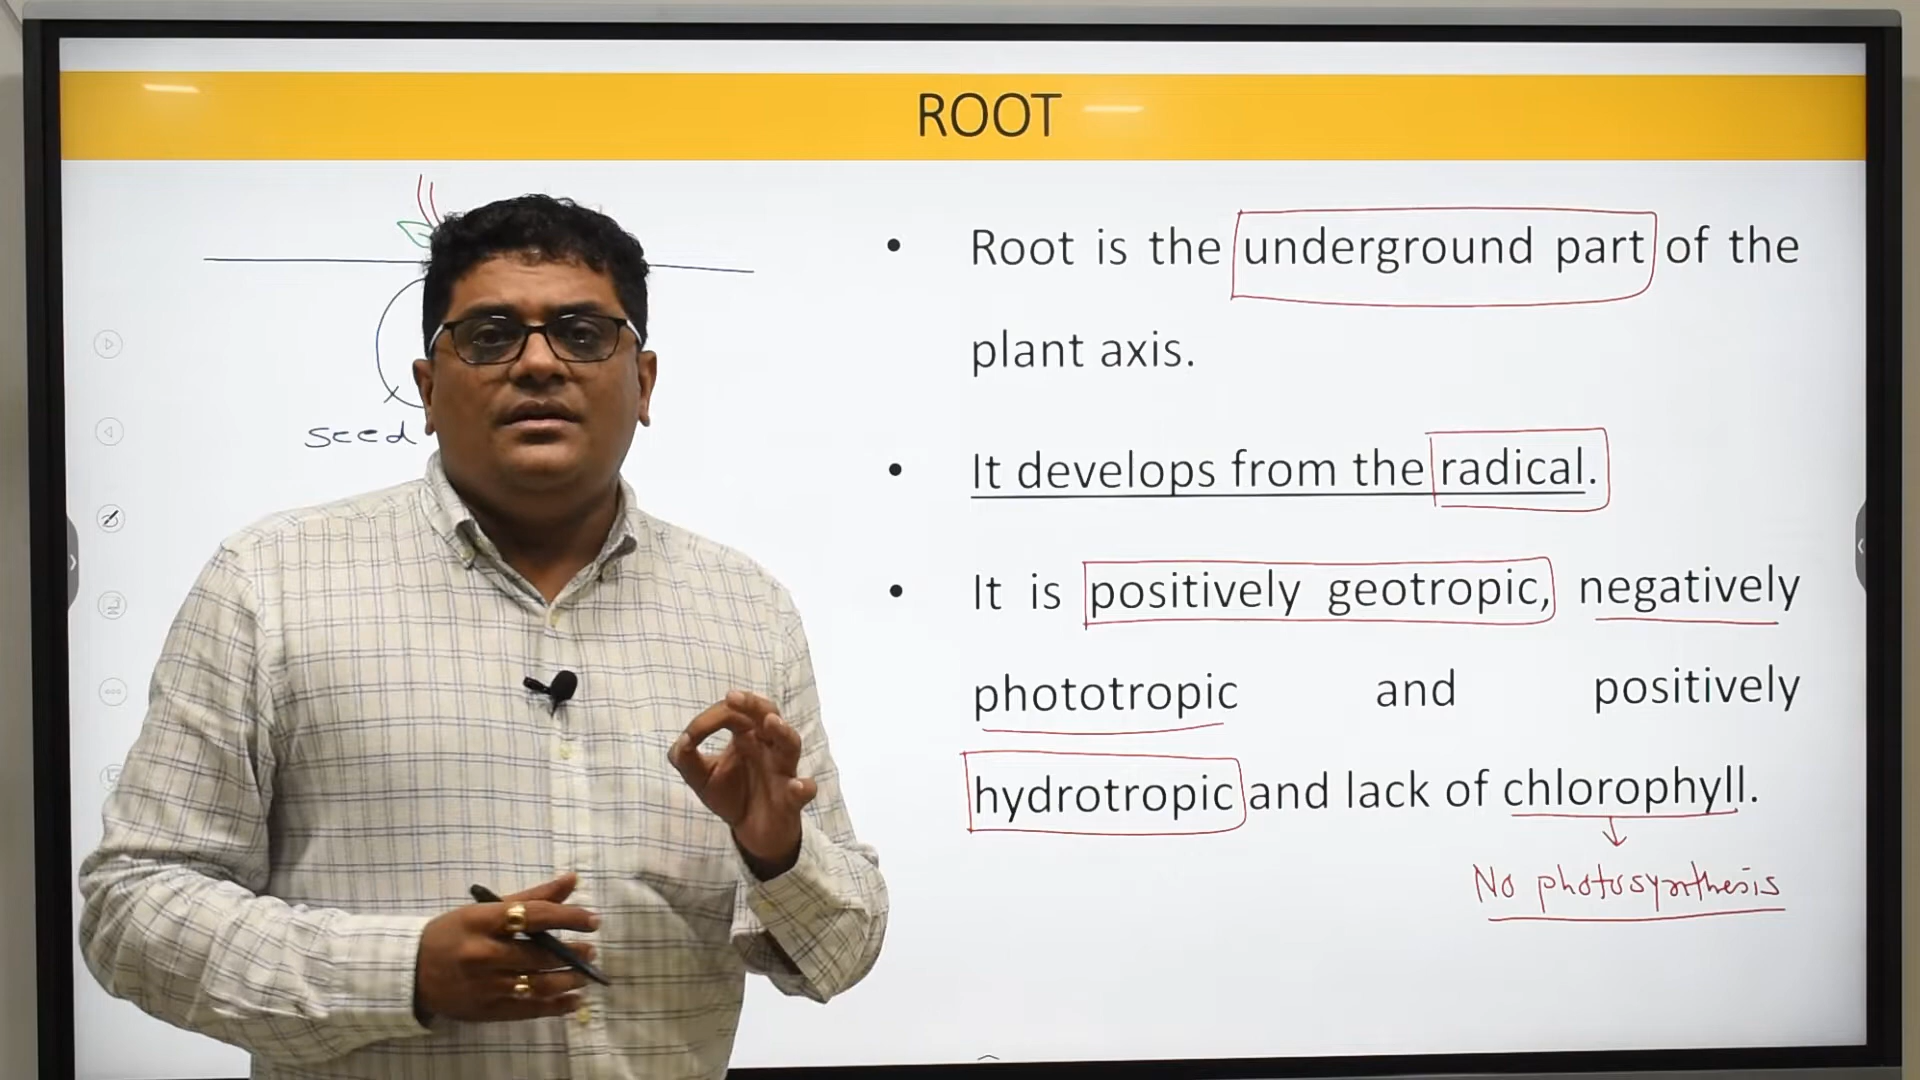 ROOT
• Root is the underground part of the
plant axis.
seed
• It develops from the radical.
• It is positively geotropic, negatively
phototropic and positively
hydrotropic and lack of chlorophyll.
No photosynthesis